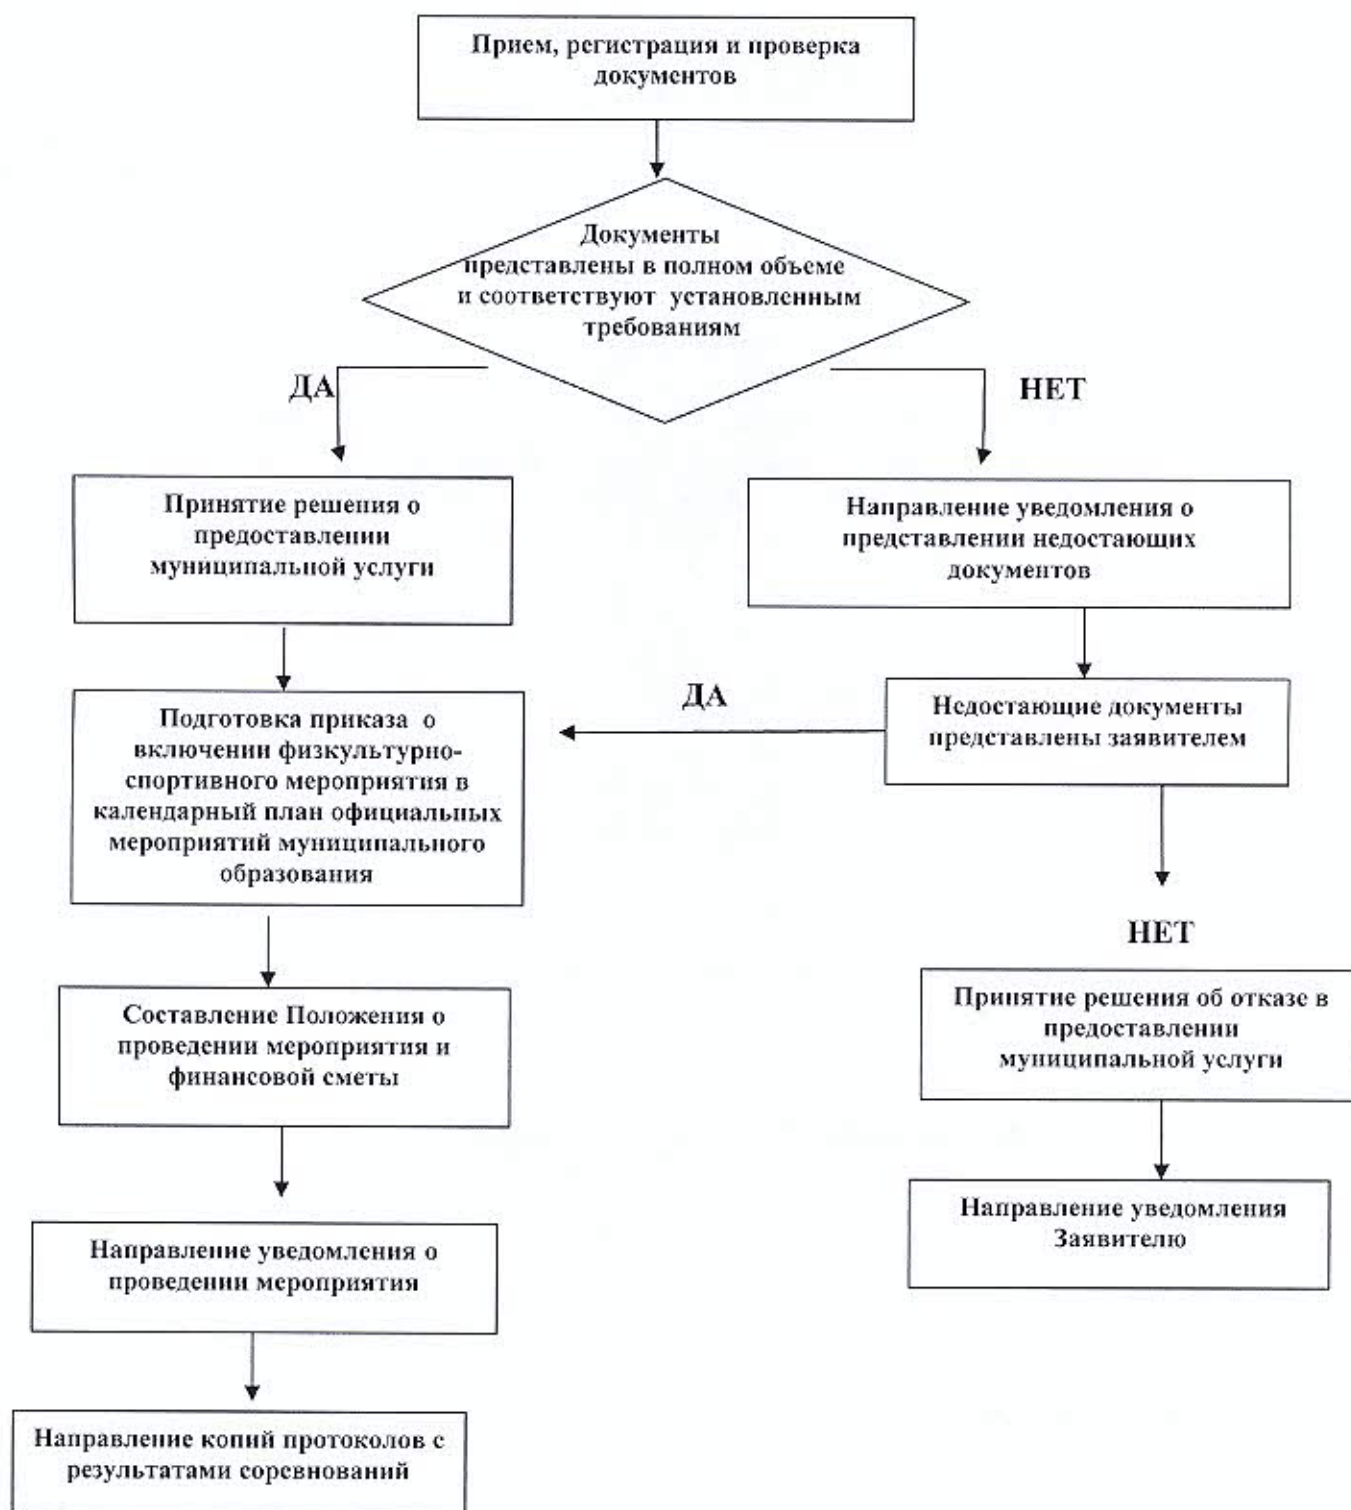 Прием, регистрация и проверка
документов
Документы
представлены в полном объеме
и соответствуют установленным
требованиям
ДА
НЕТ
Принятие решения о
предоставлении
муниципальной услуги
Направление уведомления о
представлении недостающих
документов
Подготовка приказа о
включении физкультурно-
спортивного мероприятия в
календарный план официальных
мероприятий муниципального
образования
ДА
Недостающие документы
представлены заявителем
НЕТ
Составление Положения о
проведении мероприятия и
финансовой сметы
Принятие решения об отказе в
предоставлении
муниципальной услуги
Направление уведомления о
проведении мероприятия
Направление уведомления
Заявителю
Направление копий протоколов с
результатами соревнований